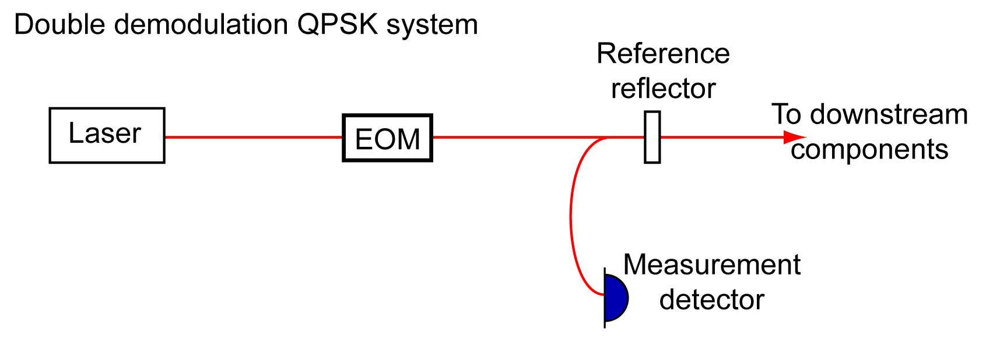 Double demodulation QPSK system
Reference
reflector
Laser
EOM
To downstream
components
Measurement
detector